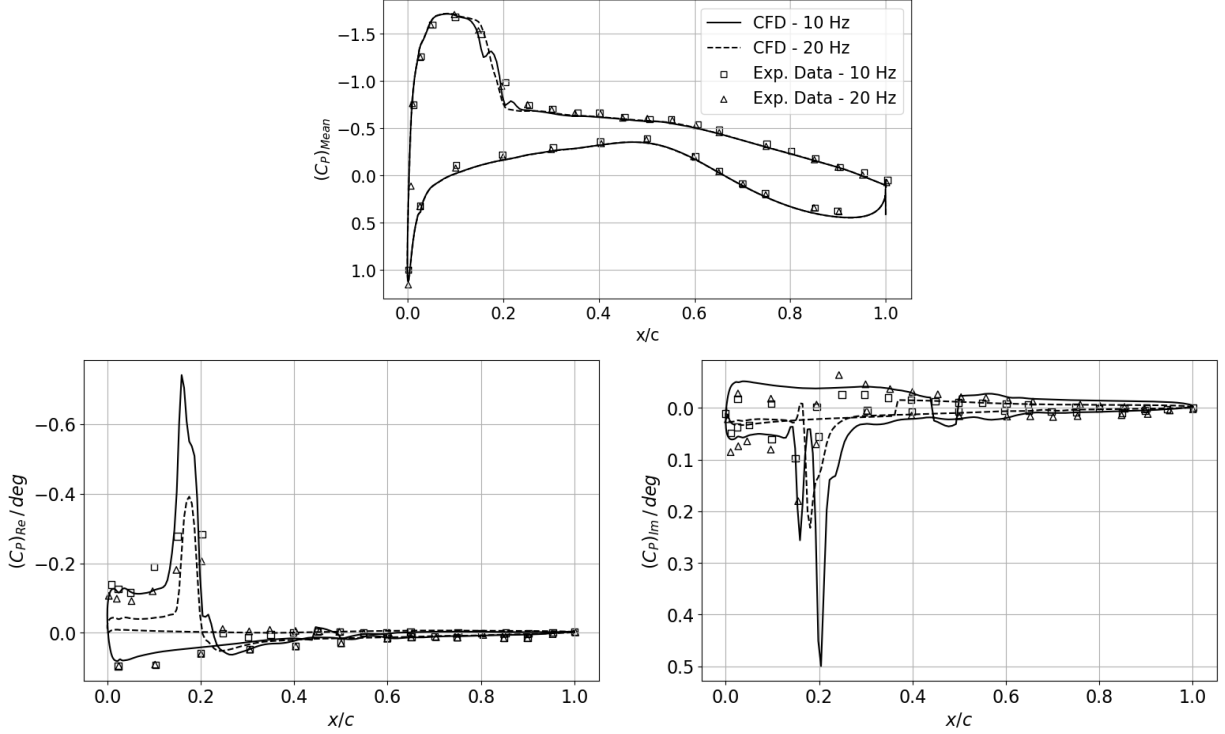 −1.5
−1.0
−0.5
0.0
0.5
1.0
(C_P)_Mean
0.0 0.2 0.4 0.6 0.8 1.0
x/c
CFD - 10 Hz
CFD - 20 Hz
Exp. Data - 10 Hz
Exp. Data - 20 Hz
−0.6
−0.4
−0.2
0.0
(C_P)_Re / deg
0.0 0.2 0.4 0.6 0.8 1.0
x/c
0.0
0.1
0.2
0.3
0.4
0.5
(C_P)_Im / deg
0.0 0.2 0.4 0.6 0.8 1.0
x/c